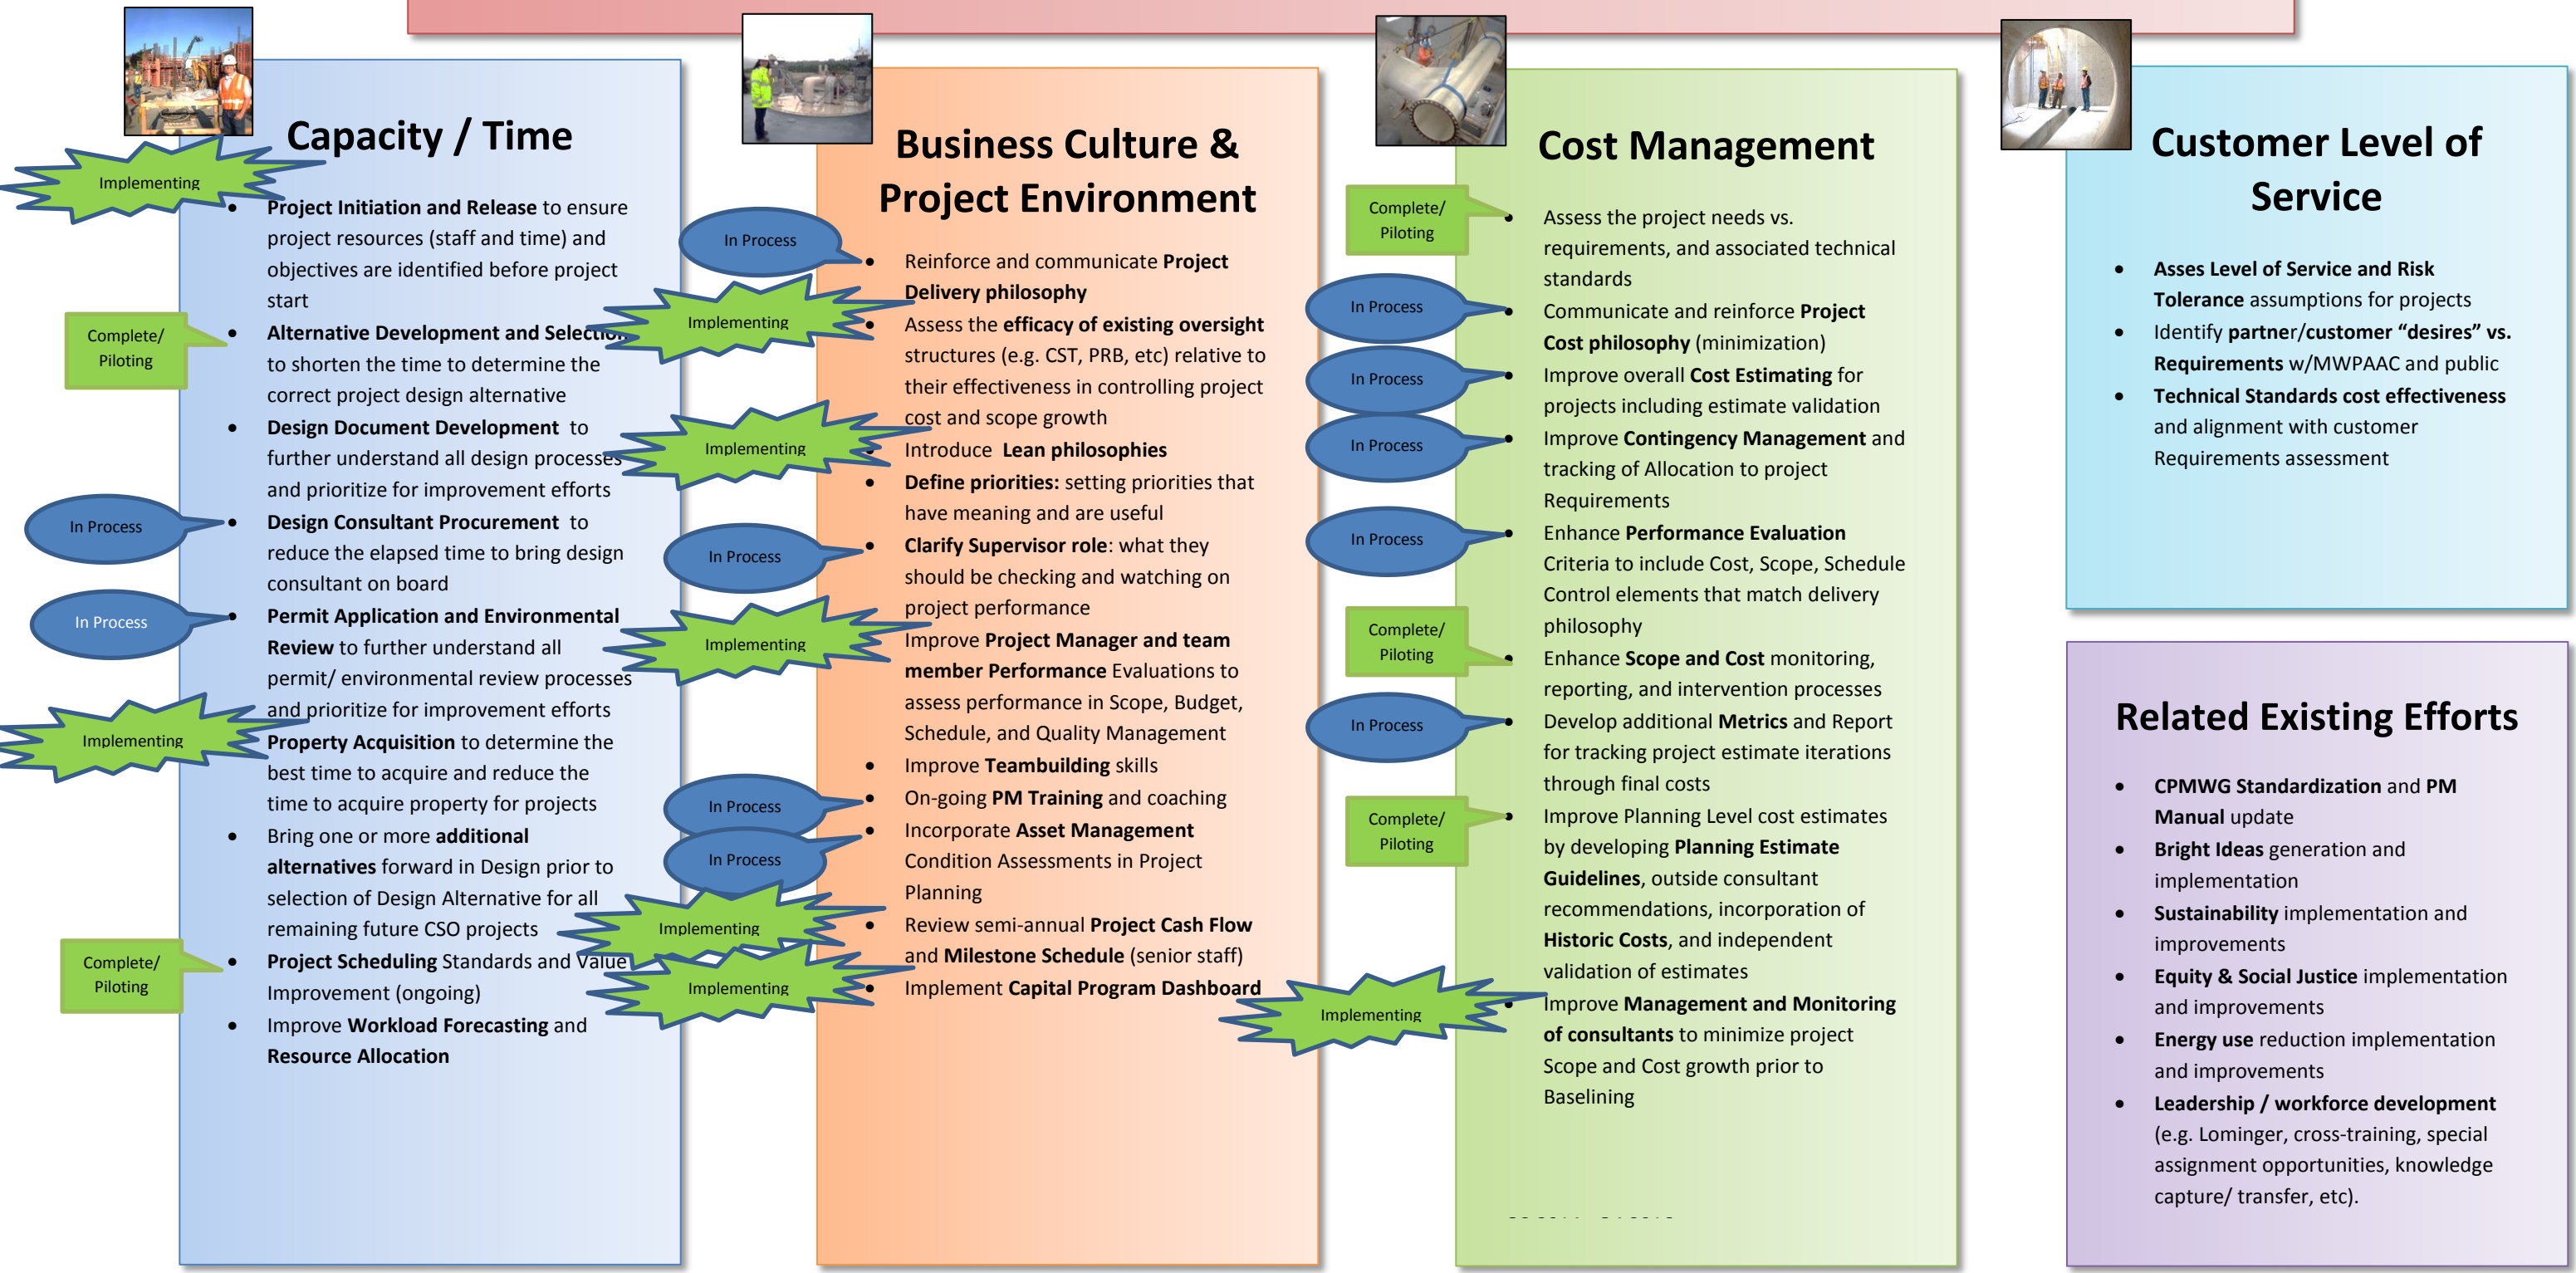 Capacity / Time
Implementing
• Project Initiation and Release to ensure
project resources (staff and time) and
objectives are identified before project
start
Complete/
Piloting
• Alternative Development and Selection
to shorten the time to determine the
correct project design alternative
• Design Document Development to
further understand all design processes
and prioritize for improvement efforts
In Process
• Design Consultant Procurement to
reduce the elapsed time to bring design
consultant on board
In Process
• Permit Application and Environmental
Review to further understand all
permit/ environmental review processes
and prioritize for improvement efforts
Implementing
Property Acquisition to determine the
best time to acquire and reduce the
time to acquire property for projects
• Bring one or more additional
alternatives forward in Design prior to
selection of Design Alternative for all
remaining future CSO projects
Complete/
Piloting
• Project Scheduling Standards and Value
Improvement (ongoing)
• Improve Workload Forecasting and
Resource Allocation
Business Culture &
Project Environment
In Process
• Reinforce and communicate Project
Delivery philosophy
Implementing
• Assess the efficacy of existing oversight
structures (e.g. CST, PRB, etc) relative to
their effectiveness in controlling project
cost and scope growth
Implementing
• Introduce Lean philosophies
• Define priorities: setting priorities that
have meaning and are useful
In Process
• Clarify Supervisor role: what they
should be checking and watching on
project performance
Implementing
Improve Project Manager and team
member Performance Evaluations to
assess performance in Scope, Budget,
Schedule, and Quality Management
• Improve Teambuilding skills
In Process
• On-going PM Training and coaching
In Process
• Incorporate Asset Management
Condition Assessments in Project
Planning
Implementing
• Review semi-annual Project Cash Flow
and Milestone Schedule (senior staff)
Implementing
• Implement Capital Program Dashboard
Cost Management
Complete/
Piloting
• Assess the project needs vs.
requirements, and associated technical
standards
In Process
• Communicate and reinforce Project
Cost philosophy (minimization)
In Process
• Improve overall Cost Estimating for
projects including estimate validation
In Process
• Improve Contingency Management and
tracking of Allocation to project
Requirements
In Process
• Enhance Performance Evaluation
Criteria to include Cost, Scope, Schedule
Control elements that match delivery
philosophy
Complete/
Piloting
• Enhance Scope and Cost monitoring,
reporting, and intervention processes
In Process
• Develop additional Metrics and Report
for tracking project estimate iterations
through final costs
Complete/
Piloting
• Improve Planning Level cost estimates
by developing Planning Estimate
Guidelines, outside consultant
recommendations, incorporation of
Historic Costs, and independent
validation of estimates
Implementing
• Improve Management and Monitoring
of consultants to minimize project
Scope and Cost growth prior to
Baselining
Customer Level of
Service
• Asses Level of Service and Risk
Tolerance assumptions for projects
• Identify partner/customer “desires” vs.
Requirements w/MWPAAC and public
• Technical Standards cost effectiveness
and alignment with customer
Requirements assessment
Related Existing Efforts
• CPMWG Standardization and PM
Manual update
• Bright Ideas generation and
implementation
• Sustainability implementation and
improvements
• Equity & Social Justice implementation
and improvements
• Energy use reduction implementation
and improvements
• Leadership / workforce development
(e.g. Lominger, cross-training, special
assignment opportunities, knowledge
capture/ transfer, etc).